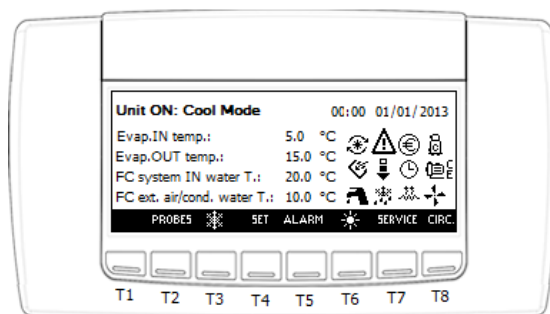 Unit ON: Cool Mode 00:00 01/01/2013
Evap.IN temp.: 5.0 °C
Evap.OUT temp.: 15.0 °C
FC system IN water T.: 20.0 °C
FC ext. air/cond. water T.: 10.0 °C
PROBES SET ALARM SERVICE CIRC.
T1 T2 T3 T4 T5 T6 T7 T8